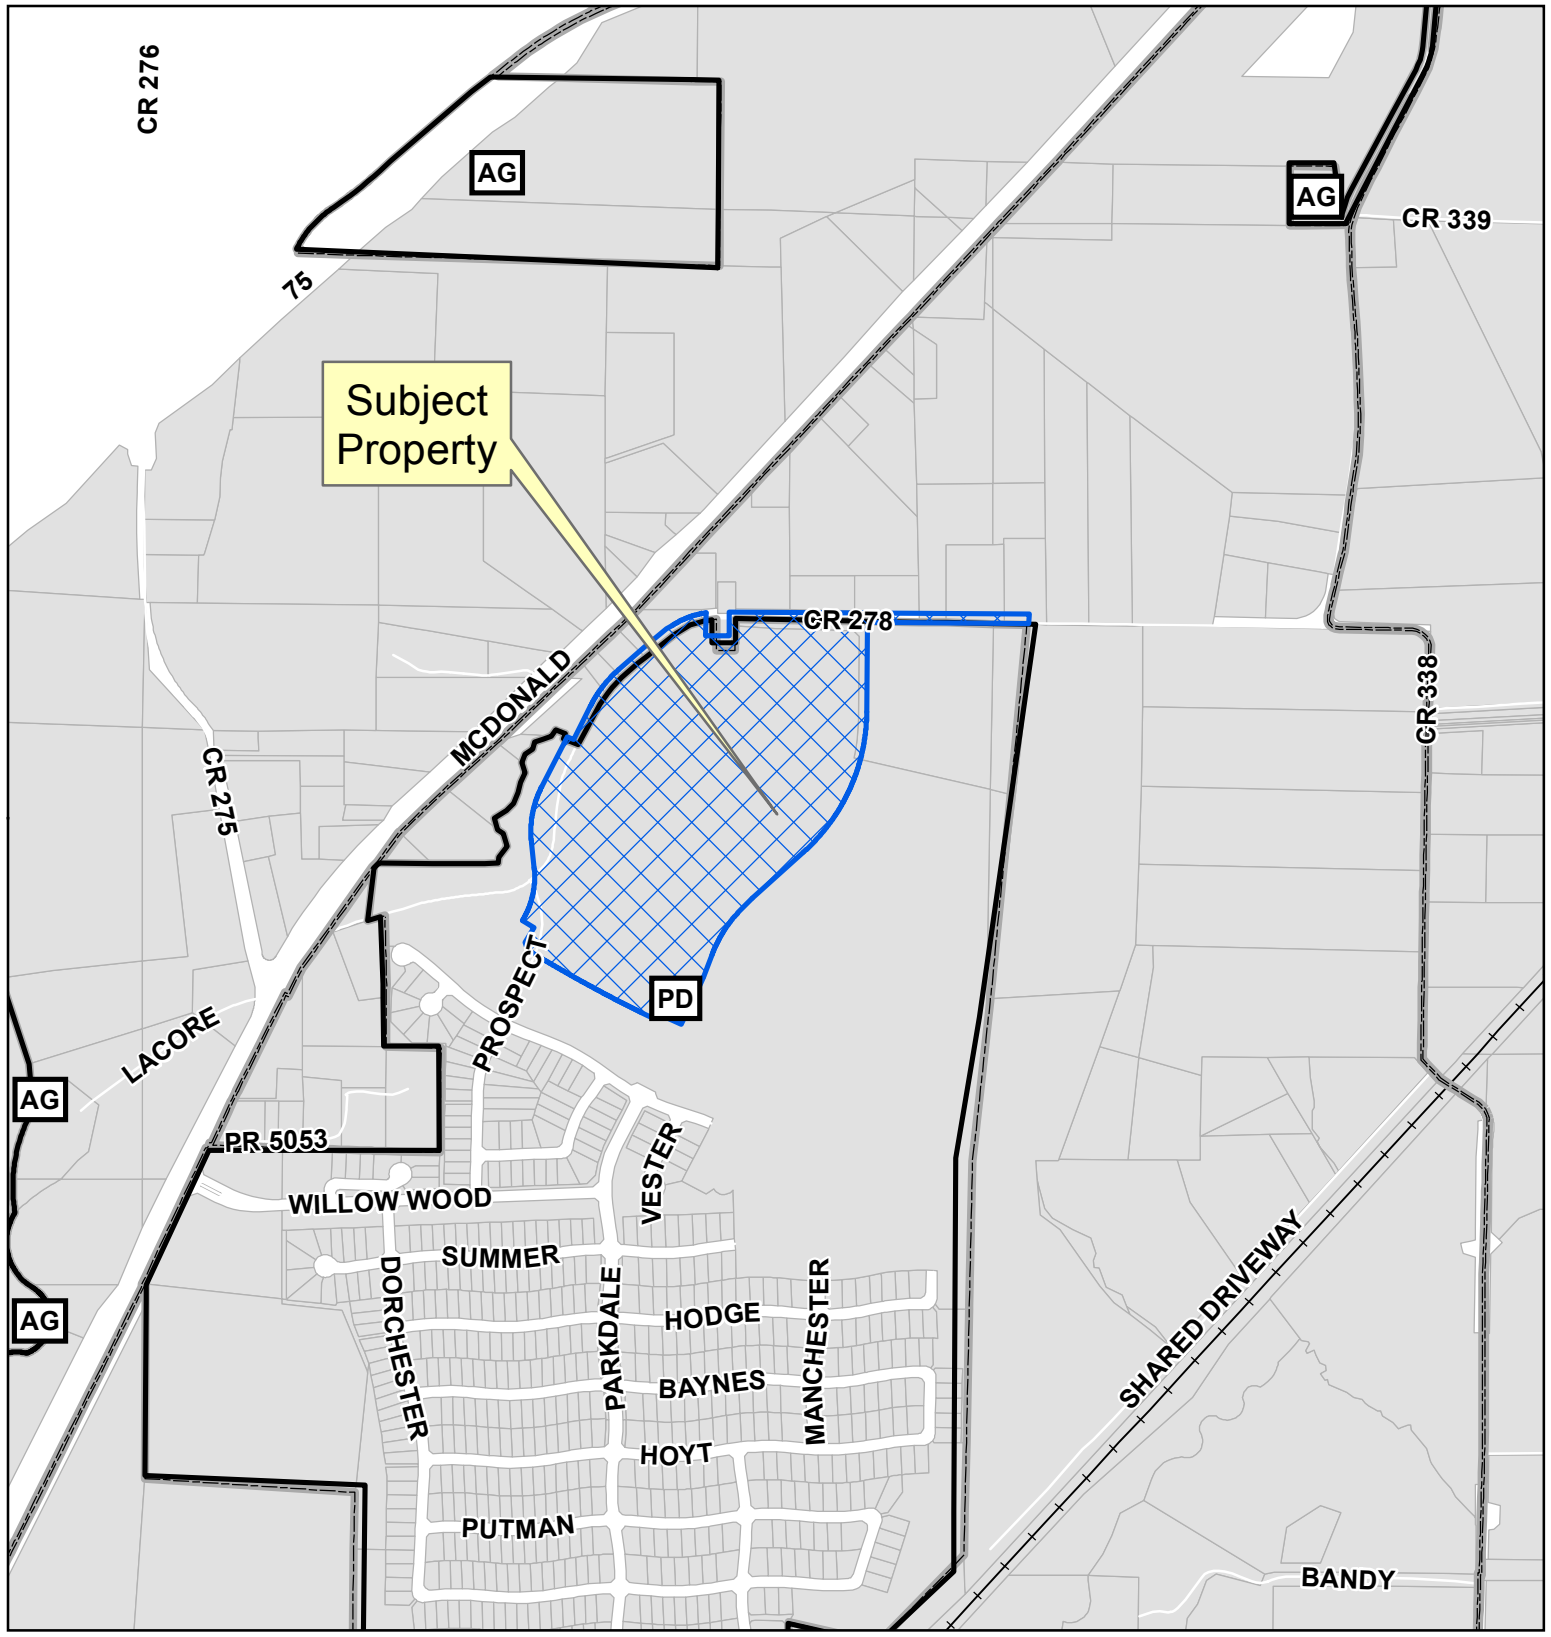 CR 276
AG
AG
CR 339
75
Subject
Property
CR 278
MCDONALD
CR 338
CR 275
PROSPECT
PD
LACORE
AG
PR 5053
VESTER
WILLOW WOOD
SUMMER
DORCHESTER
PARKDALE
MANCHESTER
SHARED DRIVEWAY
AG
HODGE
BAYNES
HOYT
PUTMAN
BANDY